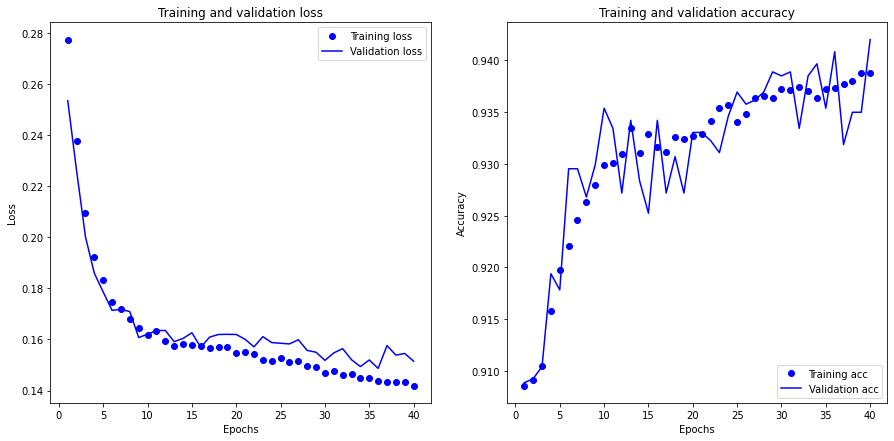 Training and validation loss
0.28
0.26
0.24
0.22
0.20
0.18
0.16
0.14
Loss
Training loss
Validation loss
0 5 10 15 20 25 30 35 40
Epochs
Training and validation accuracy
0.940
0.935
0.930
0.925
0.920
0.915
0.910
Accuracy
Training acc
Validation acc
0 5 10 15 20 25 30 35 40
Epochs